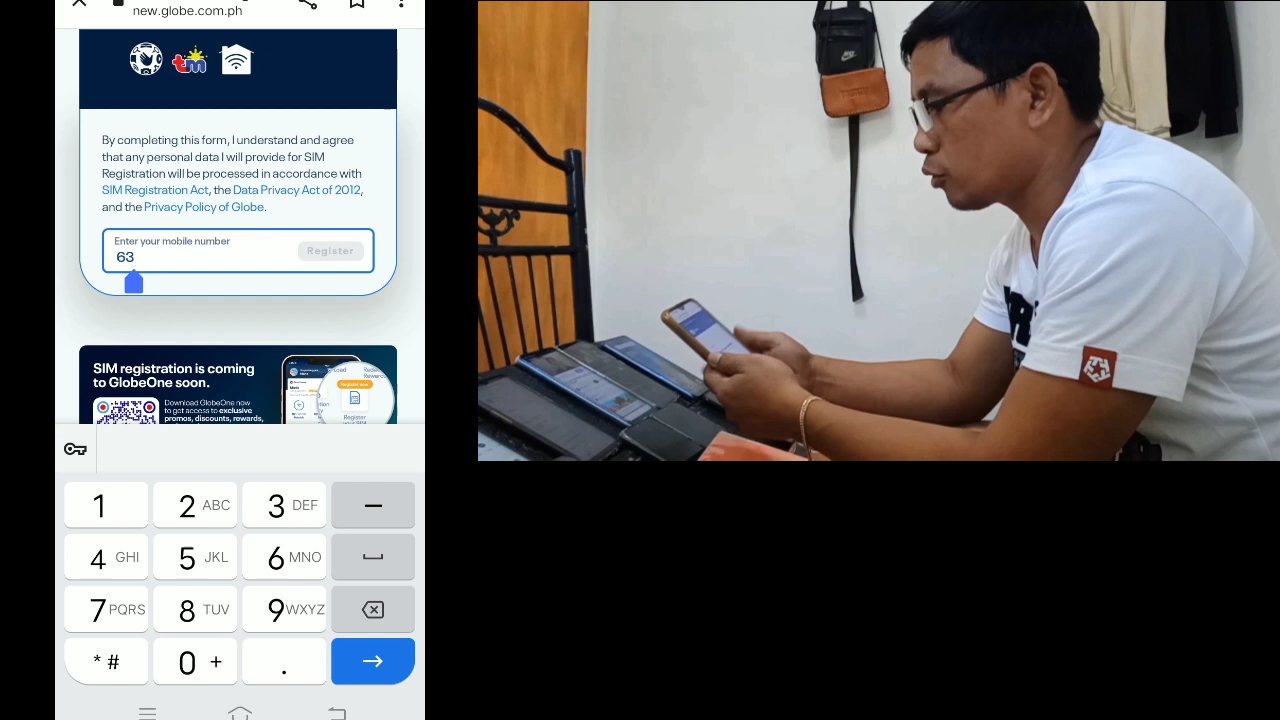 new.globe.com.ph
tm
By completing this form, I understand and agree
that any personal data I will provide for SIM
Registration will be processed in accordance with
SIM Registration Act, the Data Privacy Act of 2012,
and the Privacy Policy of Globe.
Enter your mobile number
63
Register
SIM registration is coming
to GlobeOne soon.
Download GlobeOne now
to get access to exclusive
promos, discounts, rewards,
Register now
Register
1
2 ABC
3 DEF
4 GHI
5 JKL
6 MNO
7 PQRS
8 TUV
9 WXYZ
* #
0 +
.